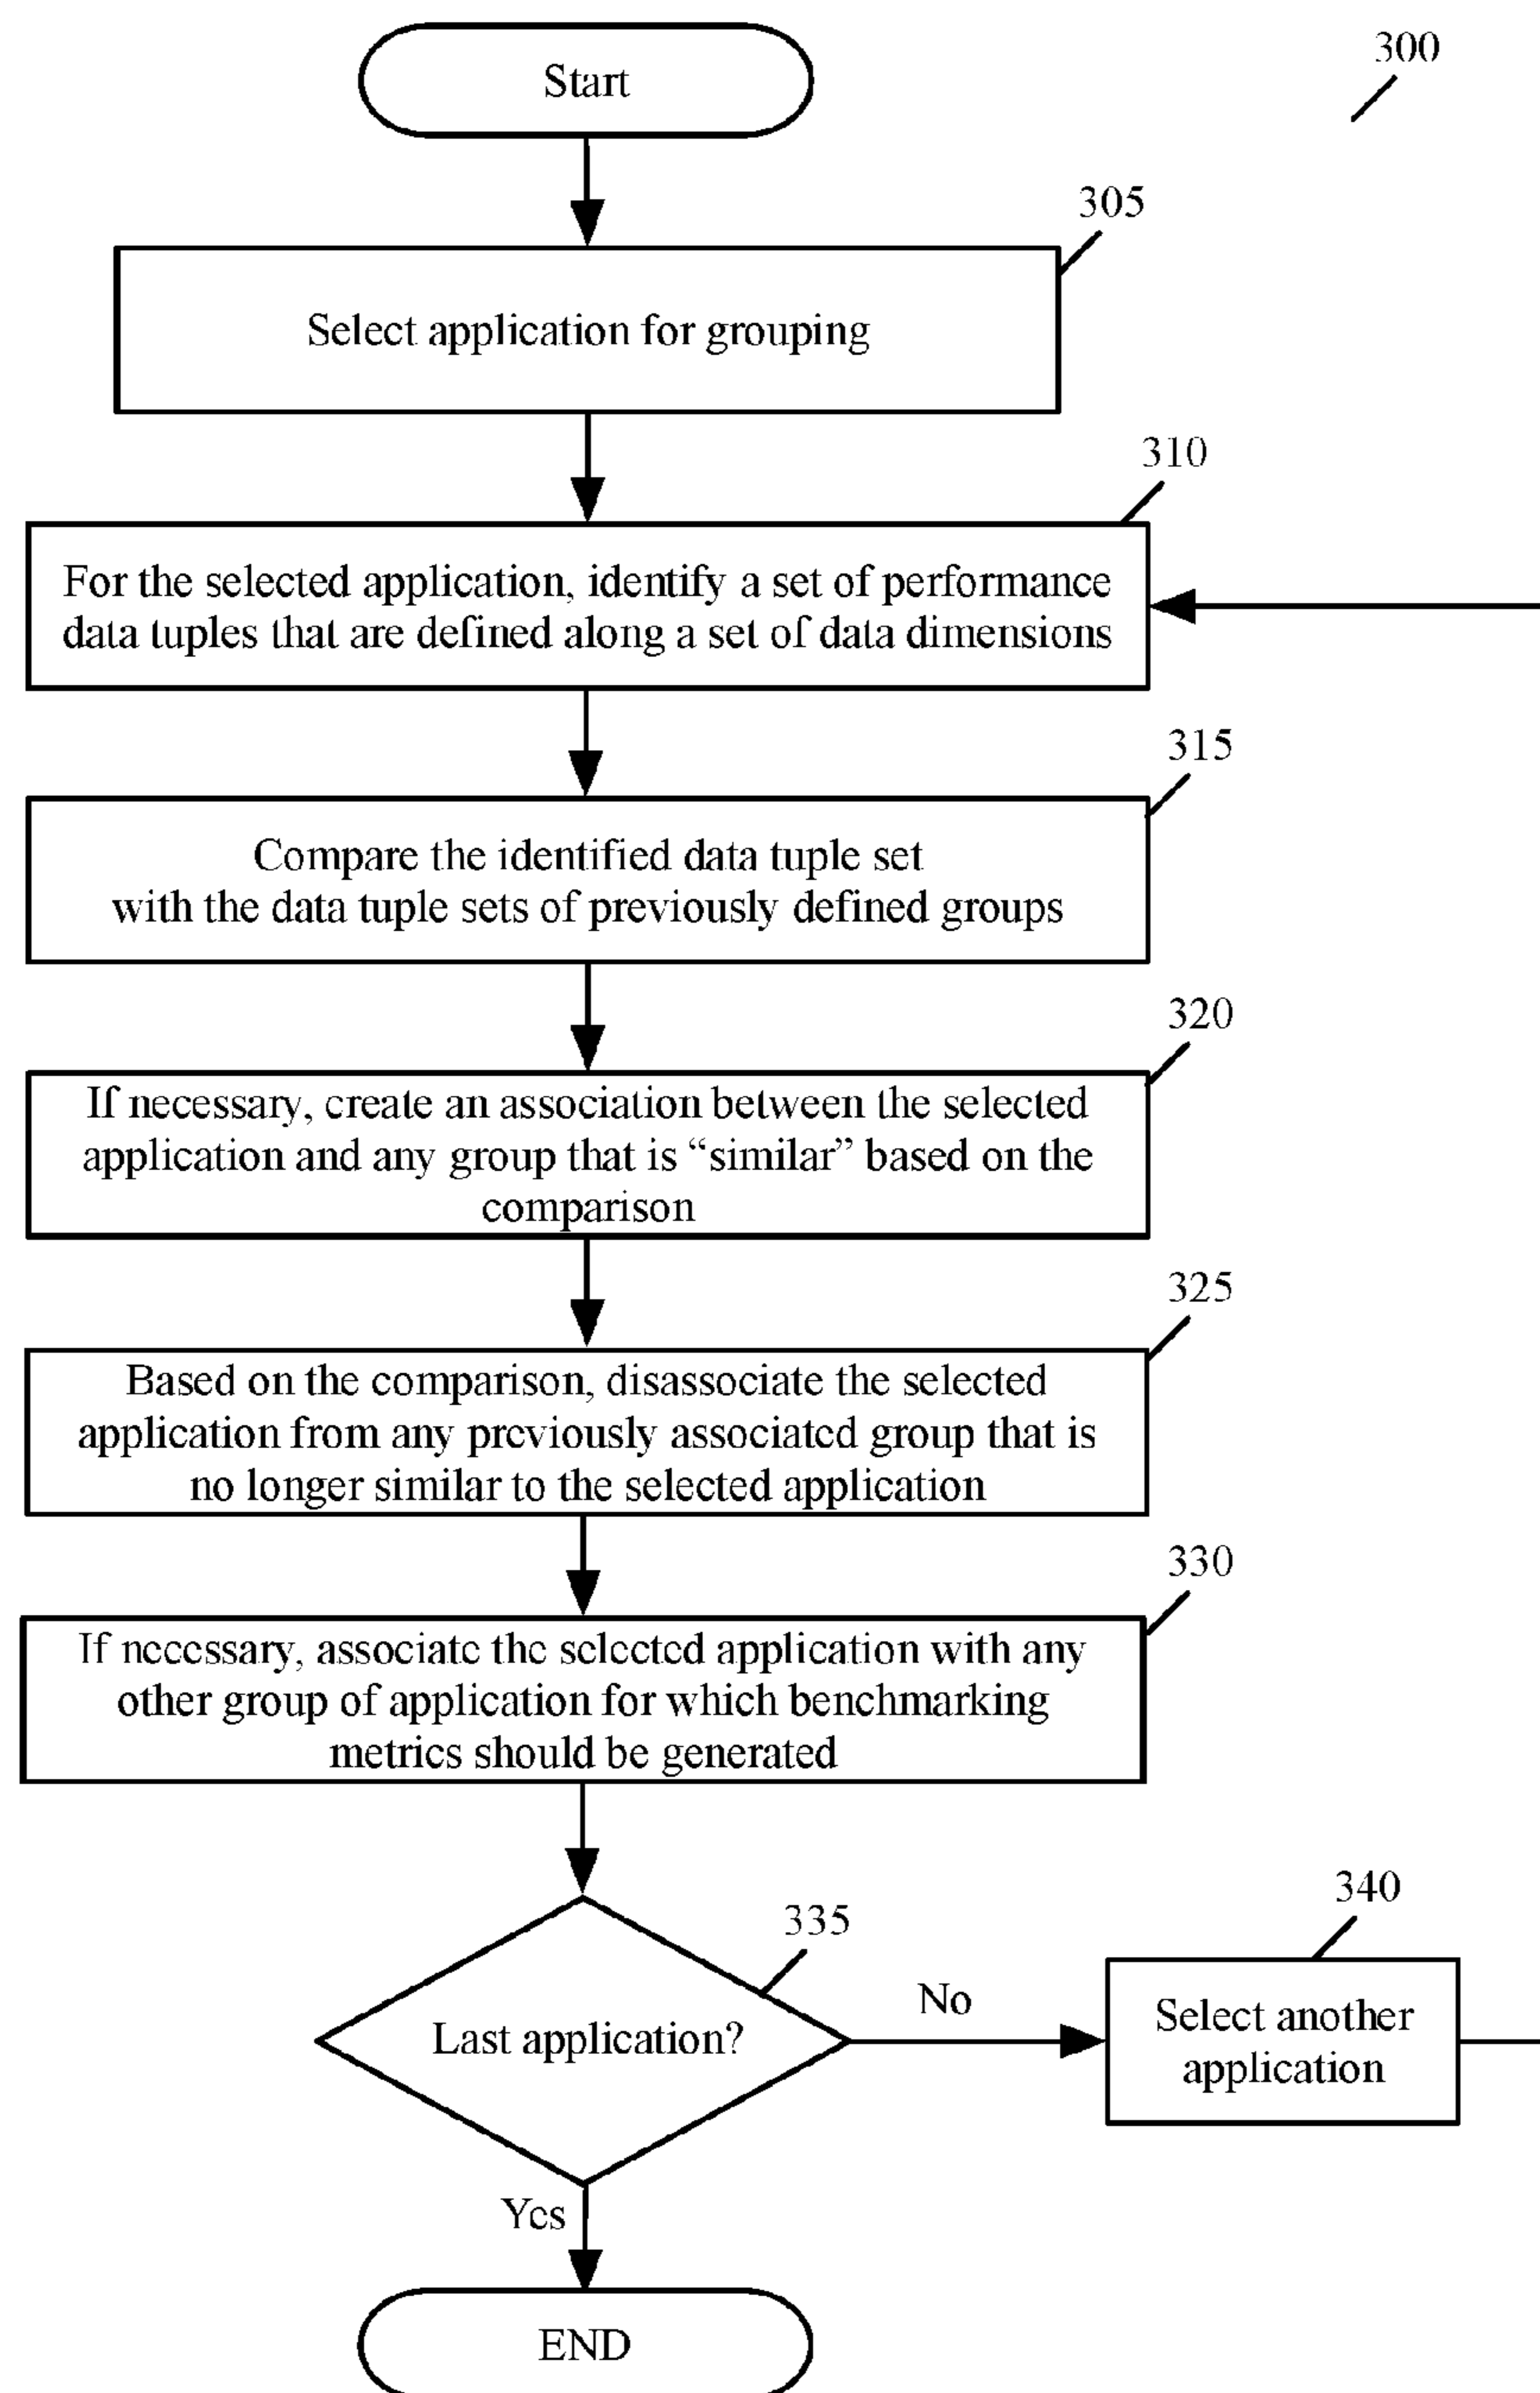 Start
300
305
Select application for grouping
310
For the selected application, identify a set of performance
data tuples that are defined along a set of data dimensions
315
Compare the identified data tuple set
with the data tuple sets of previously defined groups
320
If necessary, create an association between the selected
application and any group that is “similar” based on the
comparison
325
Based on the comparison, disassociate the selected
application from any previously associated group that is
no longer similar to the selected application
330
If necessary, associate the selected application with any
other group of application for which benchmarking
metrics should be generated
335
Last application?
No
340
Select another
application
Yes
END